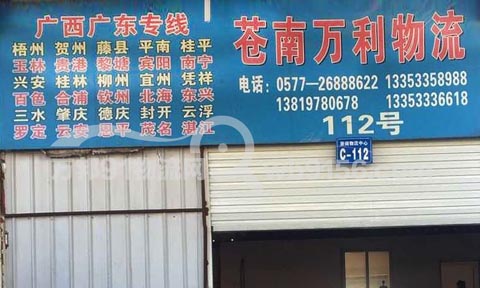 广西广东专线
梧州 贺州 藤县 平南 桂平
玉林 贵港 黎塘 宾阳 南宁
兴安 桂林 柳州 宜州 凭祥
百色 合浦 钦州 北海 东兴
三水 肇庆 德庆 封开 云浮
罗定 云安 恩平 茂名 湛江
苍南万利物流
电话：0577—26888622 13353358988
13819780678 13353336618
112号
C-112